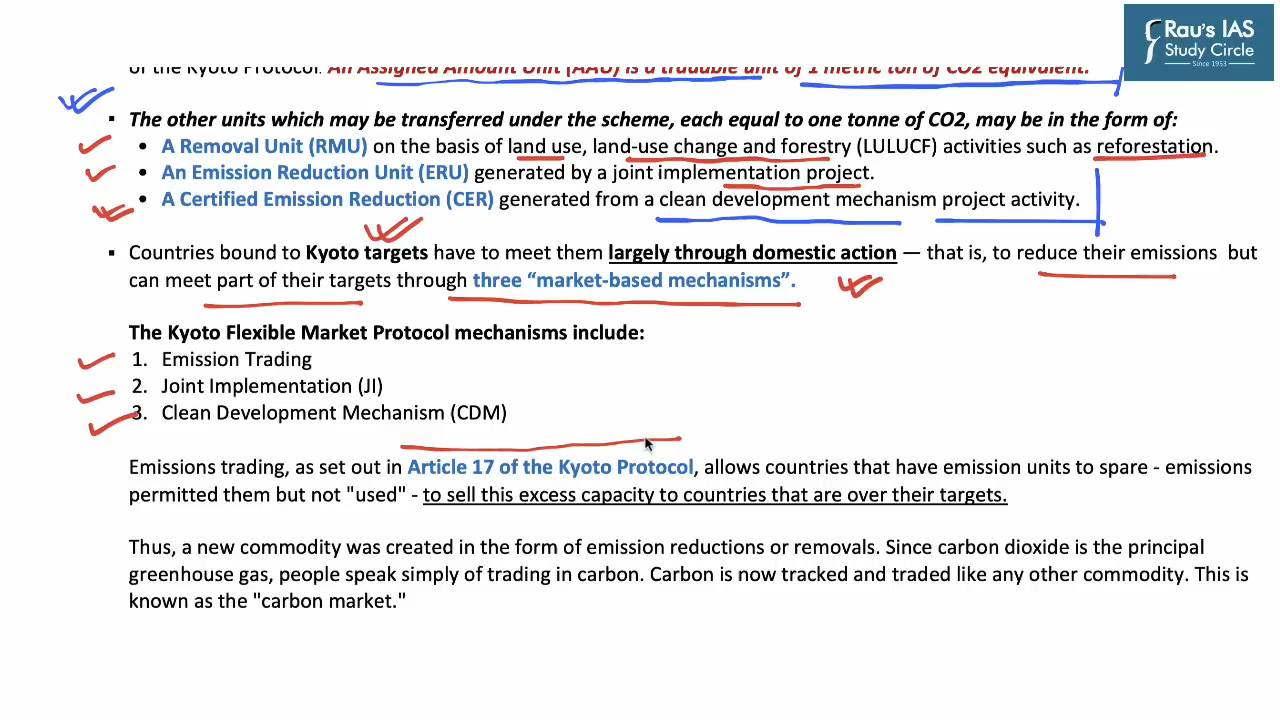 Rau's IAS
Study Circle
Since 1953
of the Kyoto Protocol. An Assigned Amount Unit (AAU) is a tradable unit of 1 metric ton of CO2 equivalent.
▪ The other units which may be transferred under the scheme, each equal to one tonne of CO2, may be in the form of:
• A Removal Unit (RMU) on the basis of land use, land-use change and forestry (LULUCF) activities such as reforestation.
• An Emission Reduction Unit (ERU) generated by a joint implementation project.
• A Certified Emission Reduction (CER) generated from a clean development mechanism project activity.
▪ Countries bound to Kyoto targets have to meet them largely through domestic action — that is, to reduce their emissions but
can meet part of their targets through three “market-based mechanisms”.
The Kyoto Flexible Market Protocol mechanisms include:
1. Emission Trading
2. Joint Implementation (JI)
3. Clean Development Mechanism (CDM)
Emissions trading, as set out in Article 17 of the Kyoto Protocol, allows countries that have emission units to spare - emissions
permitted them but not "used" - to sell this excess capacity to countries that are over their targets.
Thus, a new commodity was created in the form of emission reductions or removals. Since carbon dioxide is the principal
greenhouse gas, people speak simply of trading in carbon. Carbon is now tracked and traded like any other commodity. This is
known as the "carbon market."